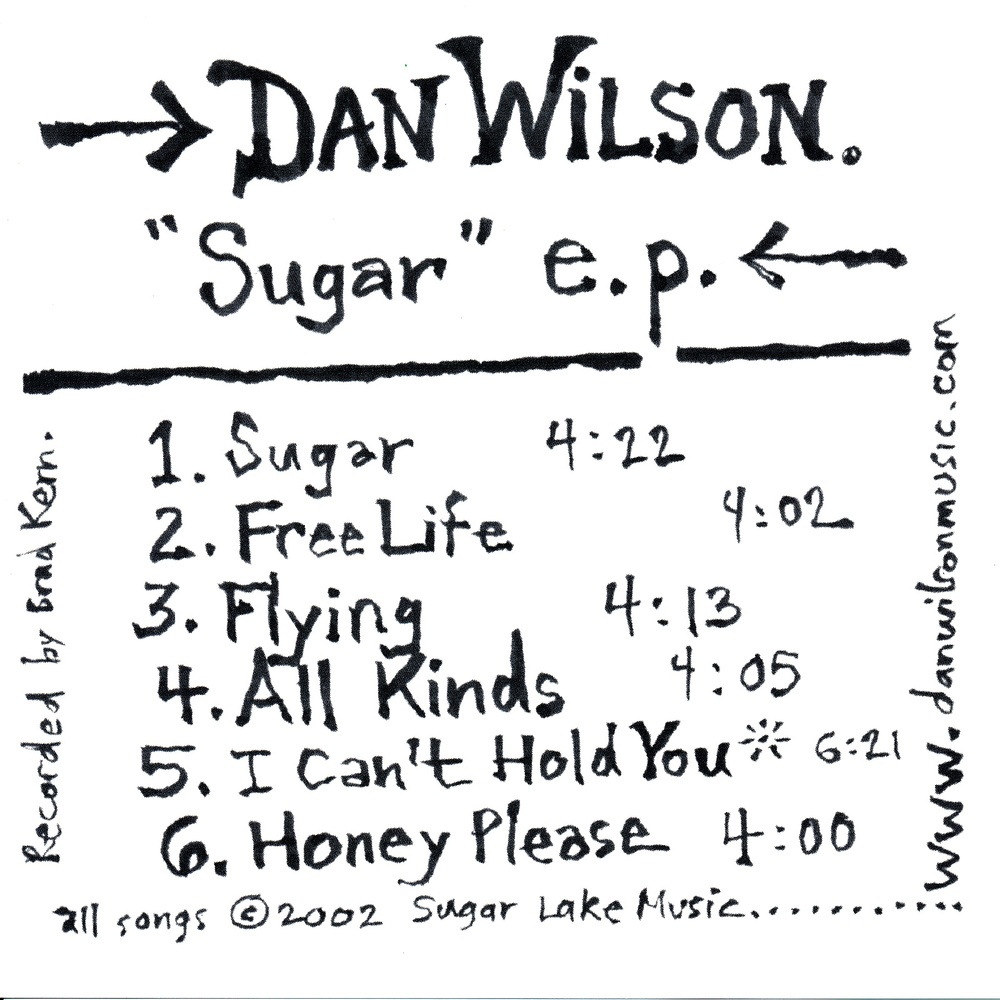 → DAN WiLSON.
"Sugar" e.p. ←
1. Sugar 4:22
2. Free Life 4:02
3. Flying 4:13
4. All Kinds 4:05
5. I Can't Hold You* 6:21
6. Honey Please 4:00
all songs ©2002 Sugar Lake Music............
Recorded by Brad Kern.
www.danwilsonmusic.com